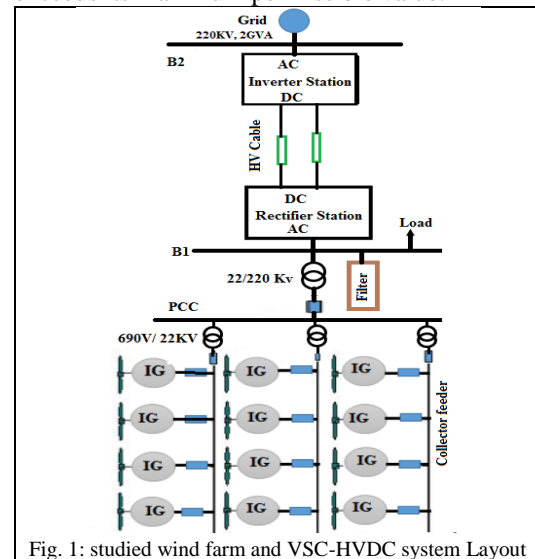 Grid
220KV, 2GVA
B2
AC
Inverter Station
DC
HV Cable
DC
Rectifier Station
AC
Load
B1
22/220 Kv
Filter
PCC
690V/ 22KV
IG
IG
IG
IG
IG
IG
IG
IG
IG
IG
IG
IG
Collector feeder
Fig. 1: studied wind farm and VSC-HVDC system Layout